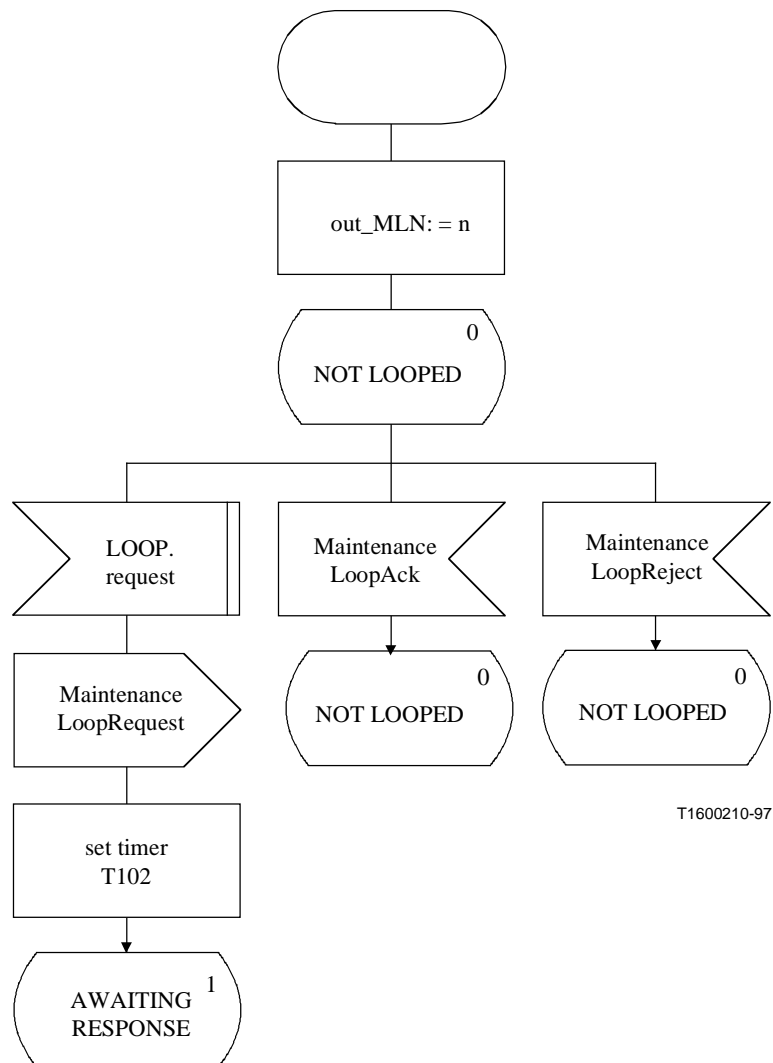 out_MLN: = n
0
NOT LOOPED
LOOP.
request
Maintenance
LoopAck
Maintenance
LoopReject
Maintenance
LoopRequest
0
NOT LOOPED
0
NOT LOOPED
T1600210-97
set timer
T102
1
AWAITING
RESPONSE